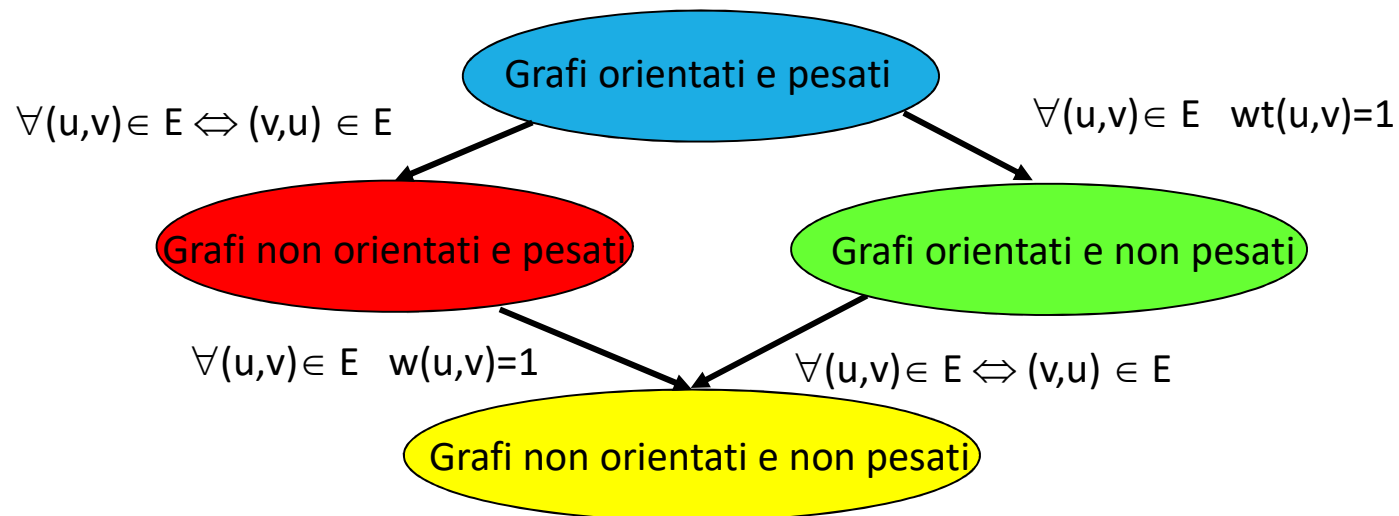 Grafi orientati e pesati
∀(u,v)∈ E ⇔ (v,u) ∈ E
∀(u,v)∈ E wt(u,v)=1
Grafi non orientati e pesati
Grafi orientati e non pesati
∀(u,v)∈ E w(u,v)=1
∀(u,v)∈ E ⇔ (v,u) ∈ E
Grafi non orientati e non pesati